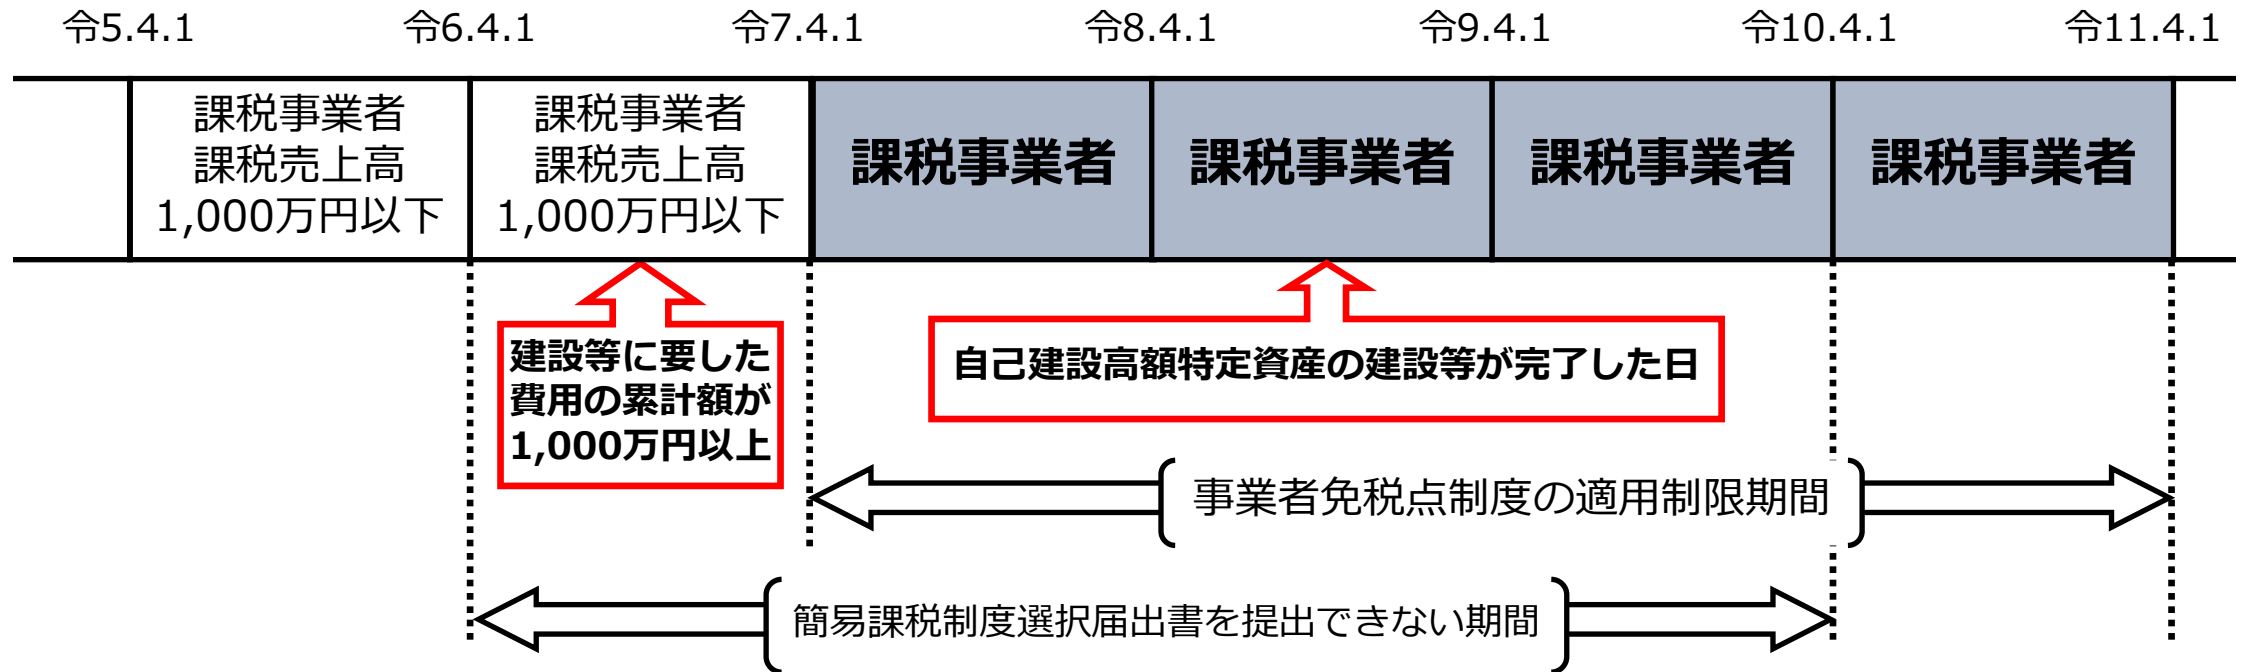 令5.4.1
令6.4.1
令7.4.1
令8.4.1
令9.4.1
令10.4.1
令11.4.1
課税事業者
課税売上高
1,000万円以下
課税事業者
課税売上高
1,000万円以下
課税事業者
課税事業者
課税事業者
課税事業者
建設等に要した
費用の累計額が
1,000万円以上
自己建設高額特定資産の建設等が完了した日
事業者免税点制度の適用制限期間
簡易課税制度選択届出書を提出できない期間